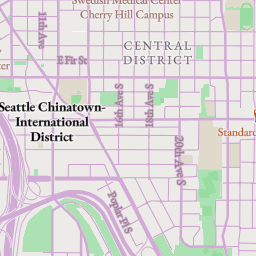 Swedish Medical Center
Cherry Hill Campus
11th Ave
CENTRAL
DISTRICT
E Fir St
Seattle Chinatown-
International
District
16th Ave S
18th Ave S
Standard
20th Ave S
Poplar Pl S